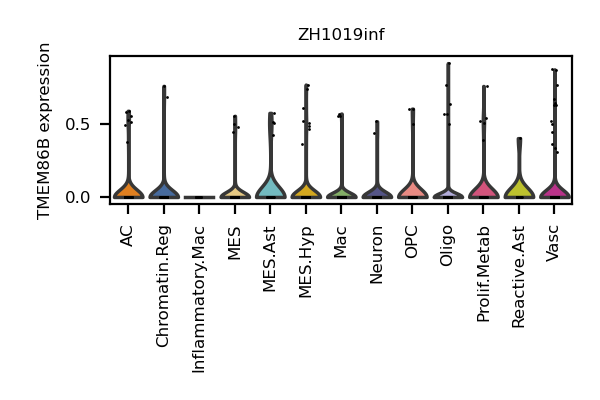 ZH1019inf
TMEM86B expression
0.5
0.0
AC
Chromatin.Reg
Inflammatory.Mac
MES
MES.Ast
MES.Hyp
Mac
Neuron
OPC
Oligo
Prolif.Metab
Reactive.Ast
Vasc